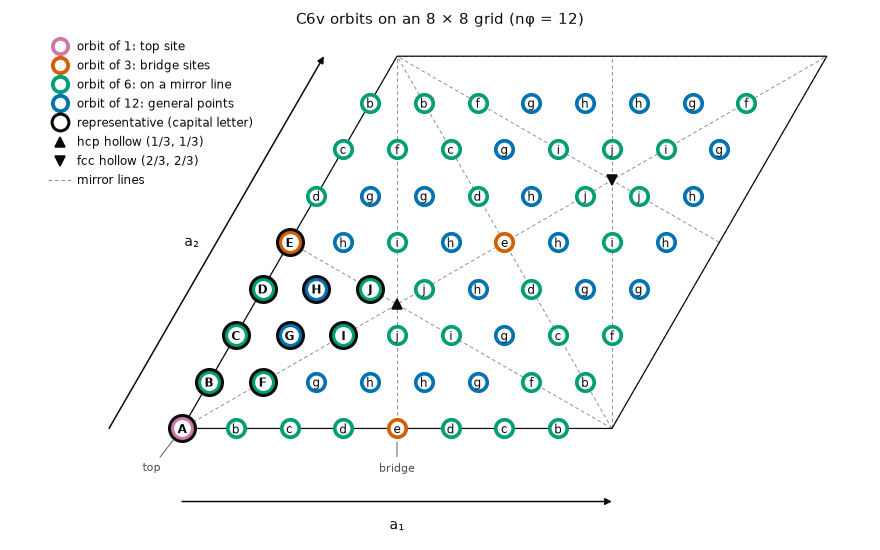 C6v orbits on an 8 × 8 grid (nφ = 12)
orbit of 1: top site
orbit of 3: bridge sites
orbit of 6: on a mirror line
orbit of 12: general points
representative (capital letter)
hcp hollow (1/3, 1/3)
fcc hollow (2/3, 2/3)
mirror lines
b b f g h h g f
c f c g i j i g
d g g d h j j h
a₂
E h i h e h i h
D H J j h d g g
C G I j i g c f
B F g h h g f b
A b c d e d c b
top
bridge
a₁